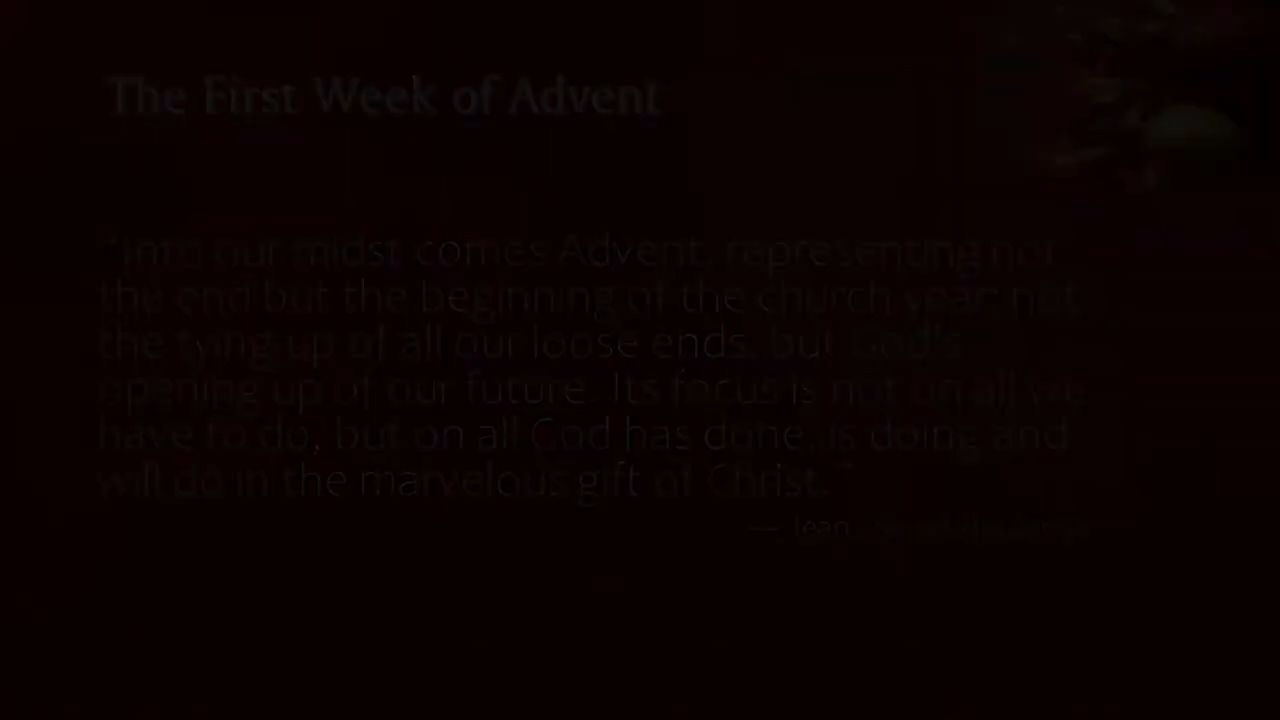 The First Week of Advent
"Into our midst comes Advent, representing not
the end but the beginning of the church year: not
the tying up of all our loose ends, but God's
opening up of our future. Its focus is not on all we
have to do, but on all God has done, is doing and
will do in the marvelous gift of Christ."
— Jean